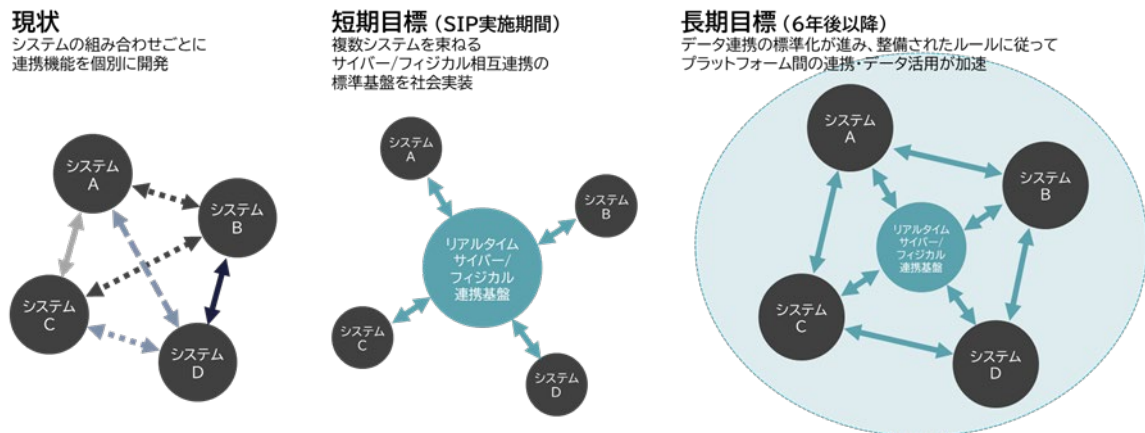 現状
システムの組み合わせごとに
連携機能を個別に開発
システム
A
システム
B
システム
C
システム
D
短期目標（SIP実施期間）
複数システムを束ねる
サイバー/フィジカル相互連携の
標準基盤を社会実装
システム
A
システム
B
リアルタイム
サイバー/
フィジカル
連携基盤
システム
C
システム
D
長期目標（6年後以降）
データ連携の標準化が進み、整備されたルールに従って
プラットフォーム間の連携・データ活用が加速
システム
A
システム
B
リアルタイム
サイバー/
フィジカル
連携基盤
システム
C
システム
D